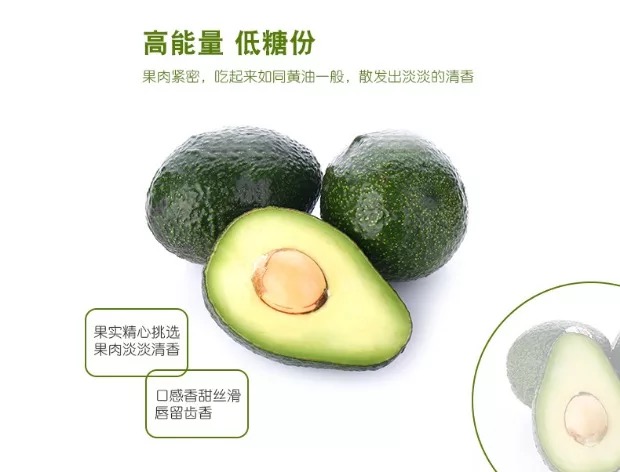 高能量 低糖份
果肉紧密，吃起来如同黄油一般，散发出淡淡的清香
果实精心挑选
果肉淡淡清香
口感香甜丝滑
唇留齿香